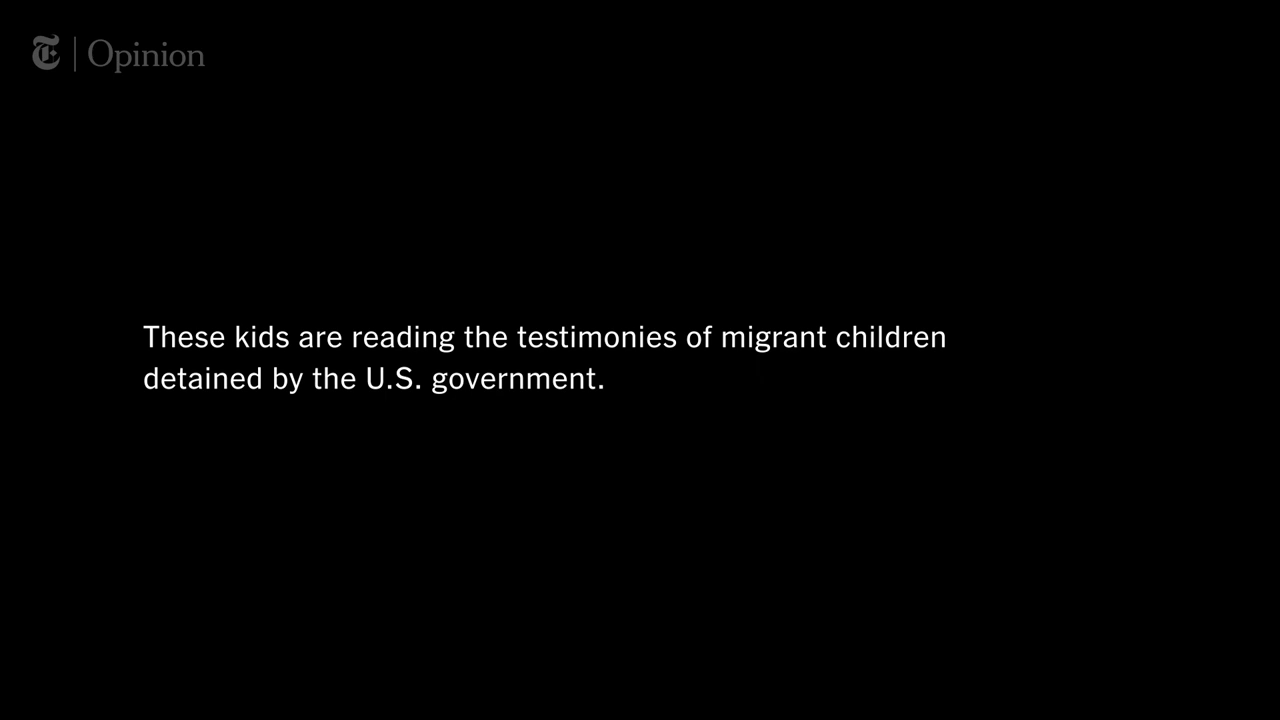 T | Opinion
These kids are reading the testimonies of migrant children
detained by the U.S. government.